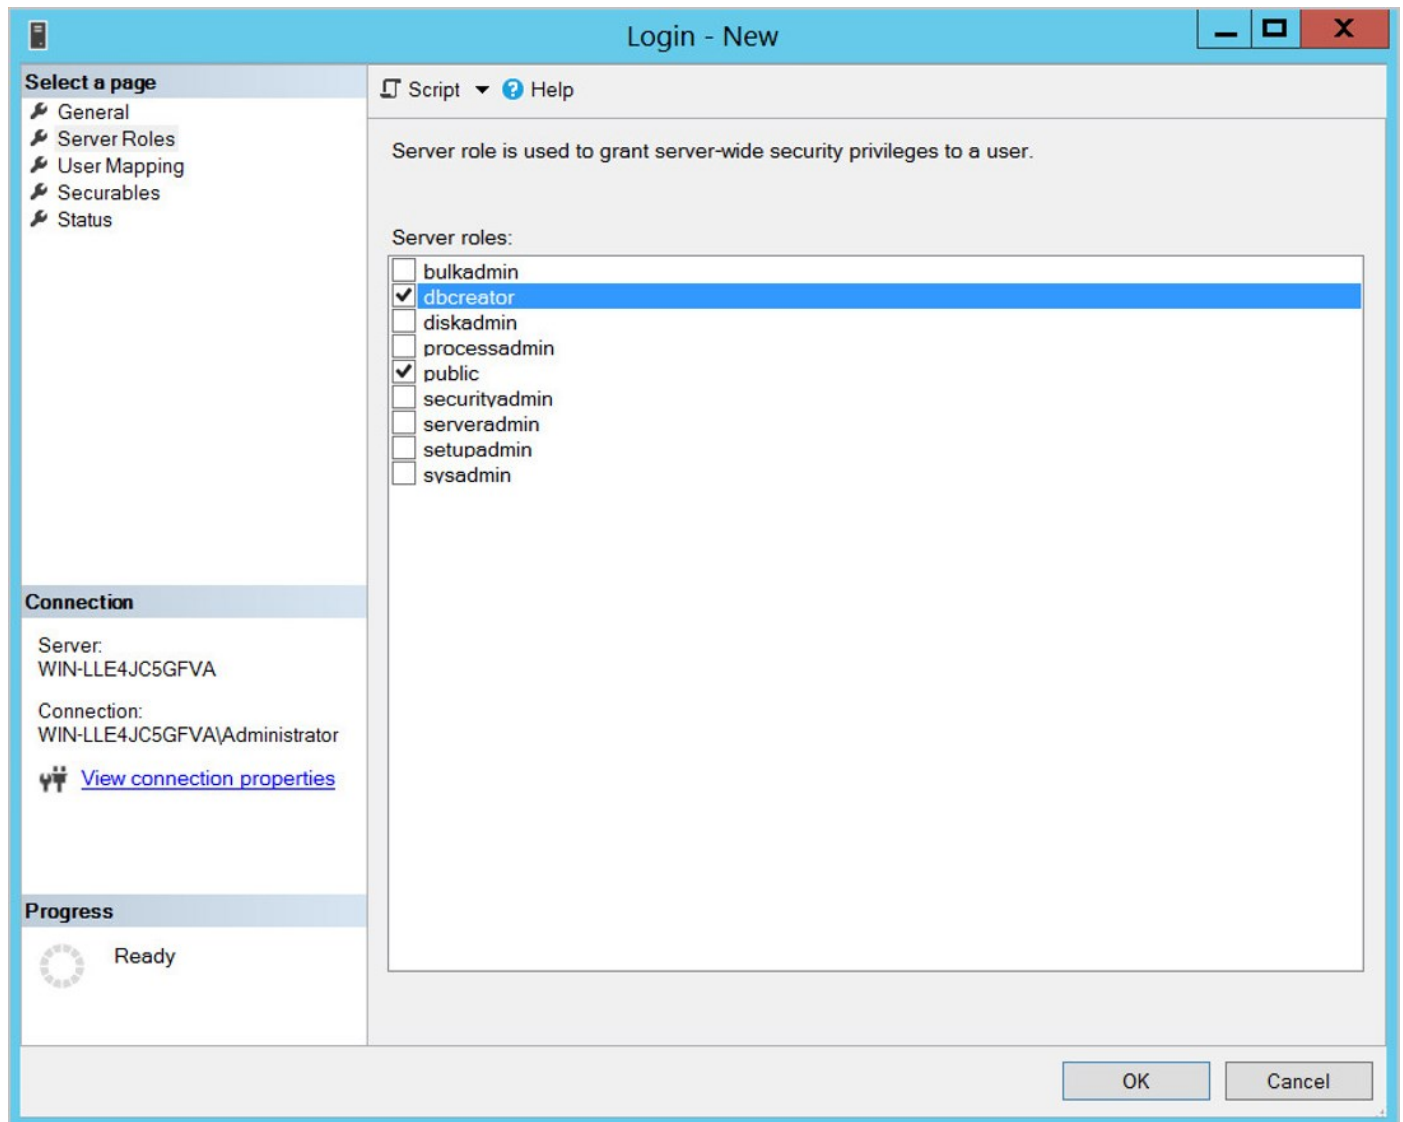 Login - New
X
Select a page
General
Server Roles
User Mapping
Securables
Status
Script
Help
Server role is used to grant server-wide security privileges to a user.
Server roles:
bulkadmin
dbcreator
diskadmin
processadmin
public
securityadmin
serveradmin
setupadmin
sysadmin
Connection
Server:
WIN-LLE4JC5GFVA
Connection:
WIN-LLE4JC5GFVA\Administrator
View connection properties
Progress
Ready
OK
Cancel